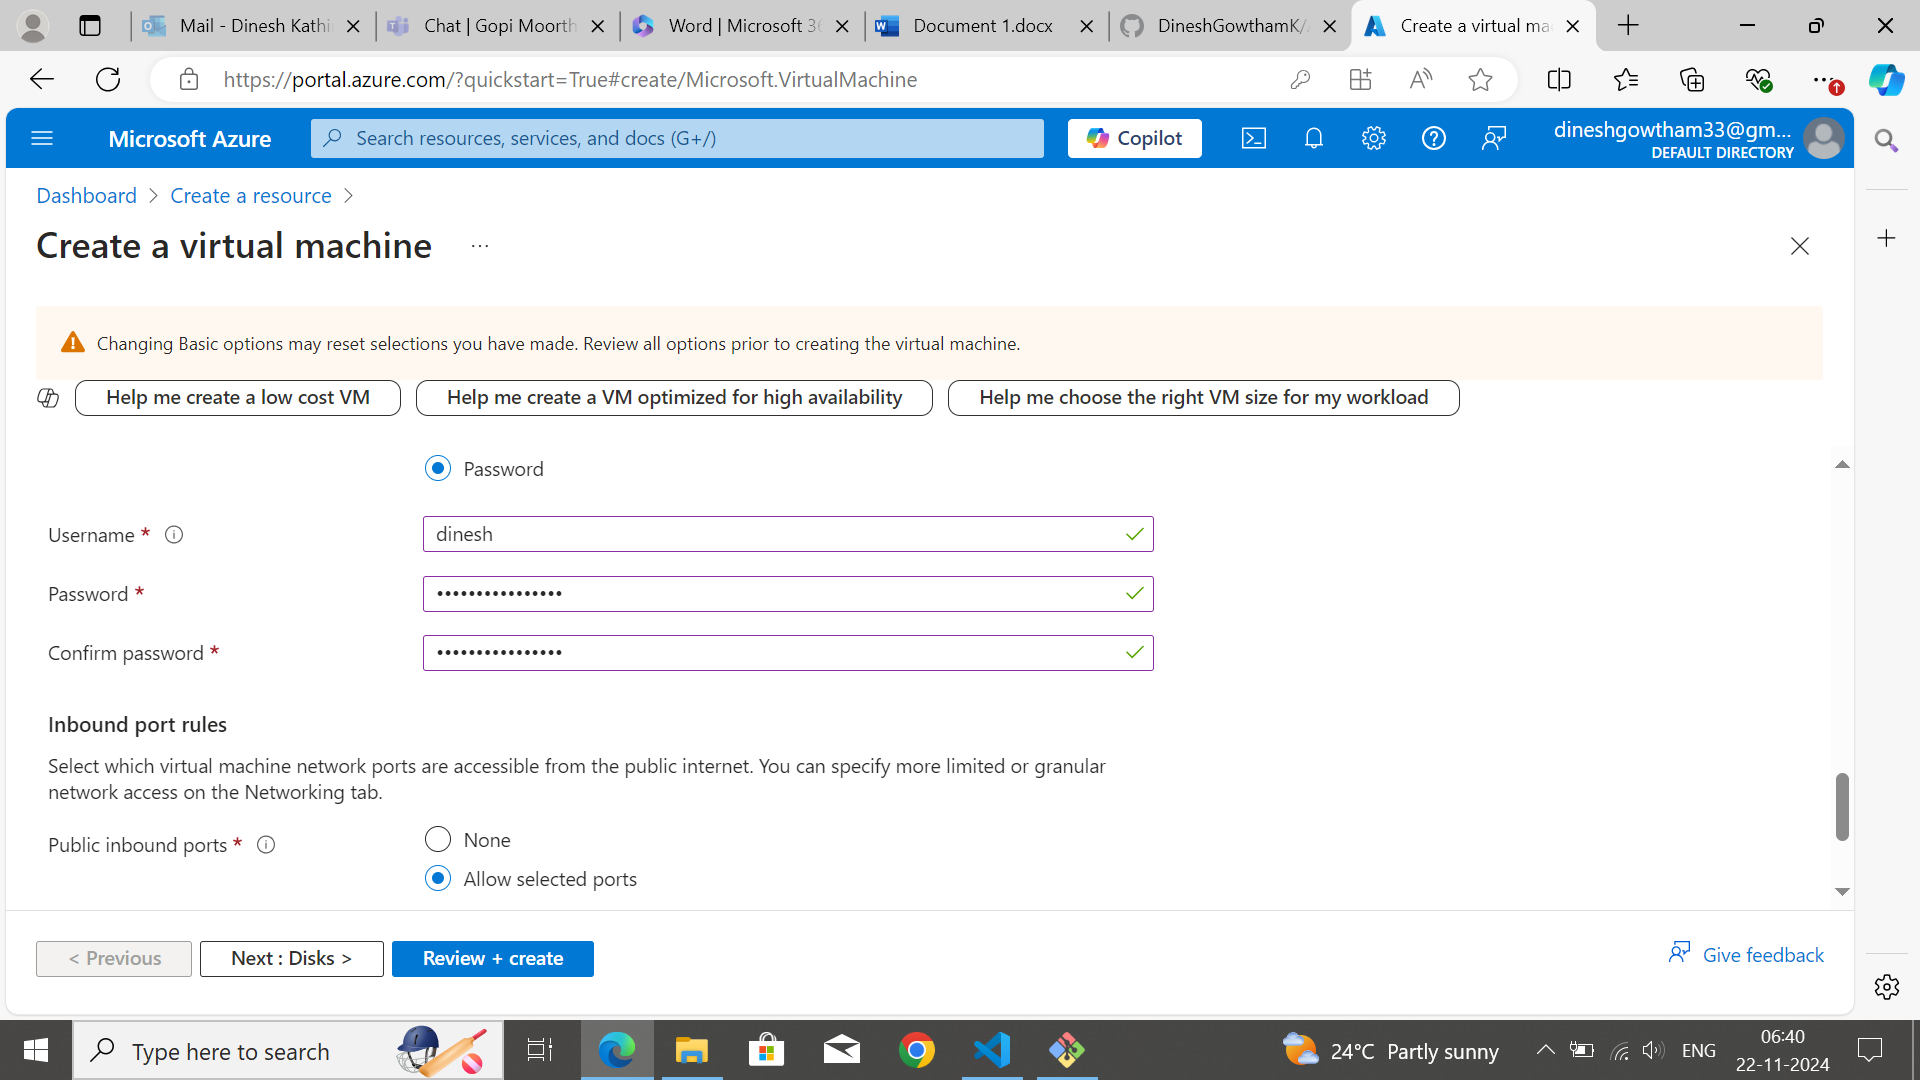 Mail - Dinesh Kathi
Chat | Gopi Moorth
Word | Microsoft 36
Document 1.docx
DineshGowthamK/
Create a virtual ma
https://portal.azure.com/?quickstart=True#create/Microsoft.VirtualMachine
Microsoft Azure
Search resources, services, and docs (G+/)
Copilot
dineshgowtham33@gm...
DEFAULT DIRECTORY
Dashboard > Create a resource >
Create a virtual machine ...
Changing Basic options may reset selections you have made. Review all options prior to creating the virtual machine.
Help me create a low cost VM
Help me create a VM optimized for high availability
Help me choose the right VM size for my workload
Password
Username *
dinesh
Password *
••••••••••••••••
Confirm password *
••••••••••••••••
Inbound port rules
Select which virtual machine network ports are accessible from the public internet. You can specify more limited or granular
network access on the Networking tab.
Public inbound ports *
None
Allow selected ports
< Previous
Next : Disks >
Review + create
Give feedback
Type here to search
24°C Partly sunny
ENG
06:40
22-11-2024